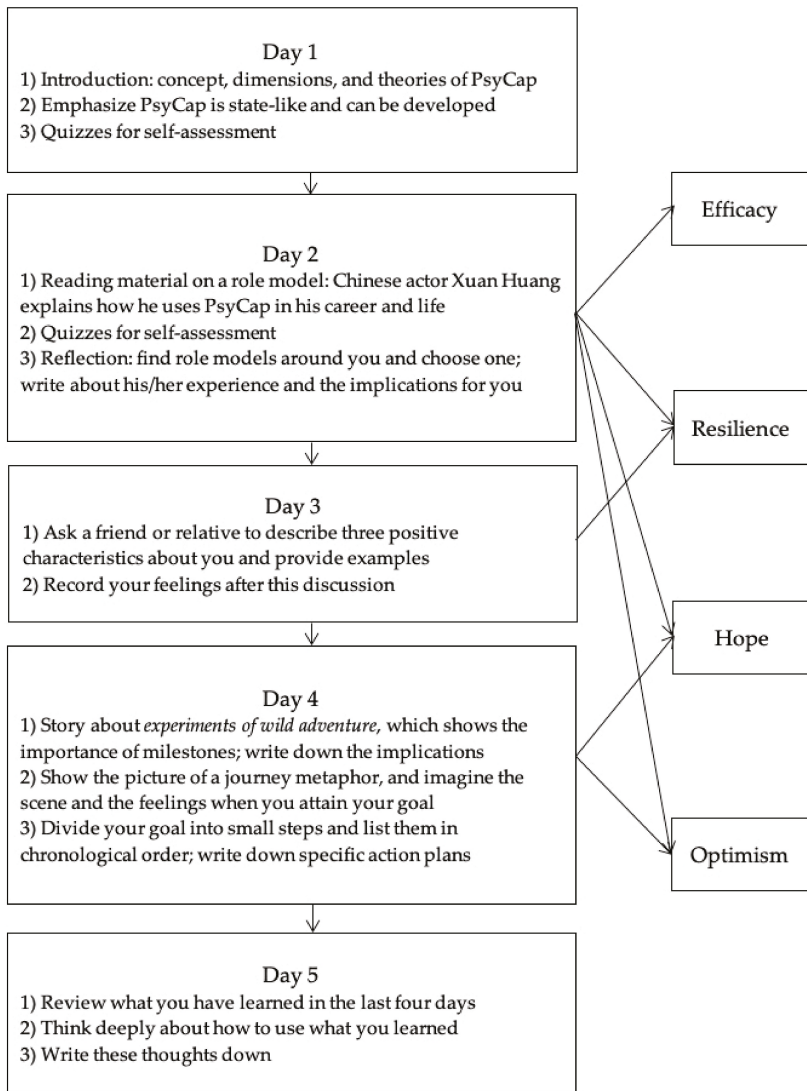 Day 1
1) Introduction: concept, dimensions, and theories of PsyCap
2) Emphasize PsyCap is state-like and can be developed
3) Quizzes for self-assessment
Day 2
1) Reading material on a role model: Chinese actor Xuan Huang
explains how he uses PsyCap in his career and life
2) Quizzes for self-assessment
3) Reflection: find role models around you and choose one;
write about his/her experience and the implications for you
Day 3
1) Ask a friend or relative to describe three positive
characteristics about you and provide examples
2) Record your feelings after this discussion
Day 4
1) Story about experiments of wild adventure, which shows the
importance of milestones; write down the implications
2) Show the picture of a journey metaphor, and imagine the
scene and the feelings when you attain your goal
3) Divide your goal into small steps and list them in
chronological order; write down specific action plans
Day 5
1) Review what you have learned in the last four days
2) Think deeply about how to use what you learned
3) Write these thoughts down
Efficacy
Resilience
Hope
Optimism